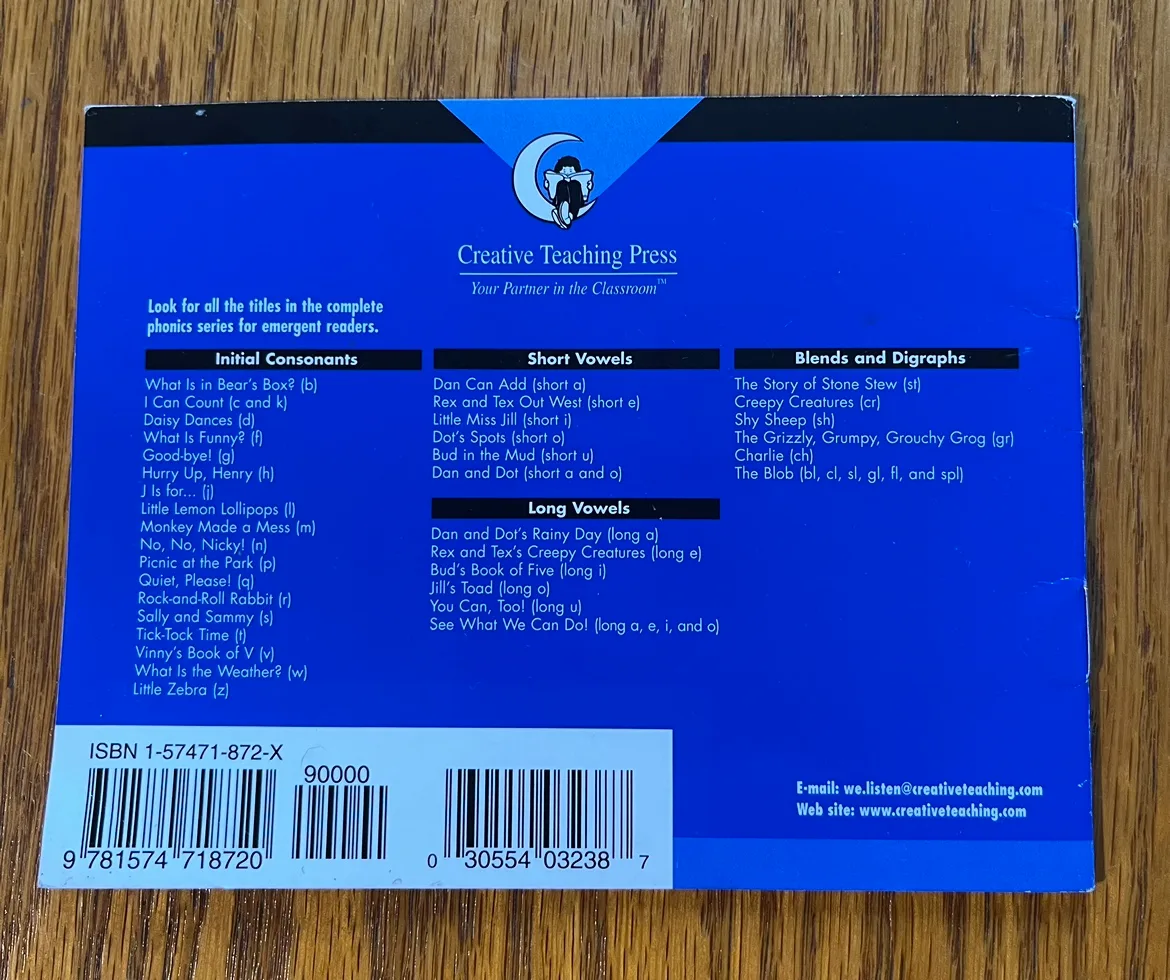 Creative Teaching Press
Your Partner in the Classroom™
Look for all the titles in the complete
phonics series for emergent readers.
Initial Consonants
What Is in Bear's Box? (b)
I Can Count (c and k)
Daisy Dances (d)
What Is Funny? (f)
Good-bye! (g)
Hurry Up, Henry (h)
J Is for... (j)
Little Lemon Lollipops (l)
Monkey Made a Mess (m)
No, No, Nicky! (n)
Picnic at the Park (p)
Quiet, Please! (q)
Rock-and-Roll Rabbit (r)
Sally and Sammy (s)
Tick-Tock Time (t)
Vinny's Book of V (v)
What Is the Weather? (w)
Little Zebra (z)
Short Vowels
Dan Can Add (short a)
Rex and Tex Out West (short e)
Little Miss Jill (short i)
Dot's Spots (short o)
Bud in the Mud (short u)
Dan and Dot (short a and o)
Long Vowels
Dan and Dot's Rainy Day (long a)
Rex and Tex's Creepy Creatures (long e)
Bud's Book of Five (long i)
Jill's Toad (long o)
You Can, Too! (long u)
See What We Can Do! (long a, e, i, and o)
Blends and Digraphs
The Story of Stone Stew (st)
Creepy Creatures (cr)
Shy Sheep (sh)
The Grizzly, Grumpy, Grouchy Grog (gr)
Charlie (ch)
The Blob (bl, cl, sl, gl, fl, and spl)
ISBN 1-57471-872-X
90000
9 781574 718720
0 30554 03238 7
E-mail: we.listen@creativeteaching.com
Web site: www.creativeteaching.com